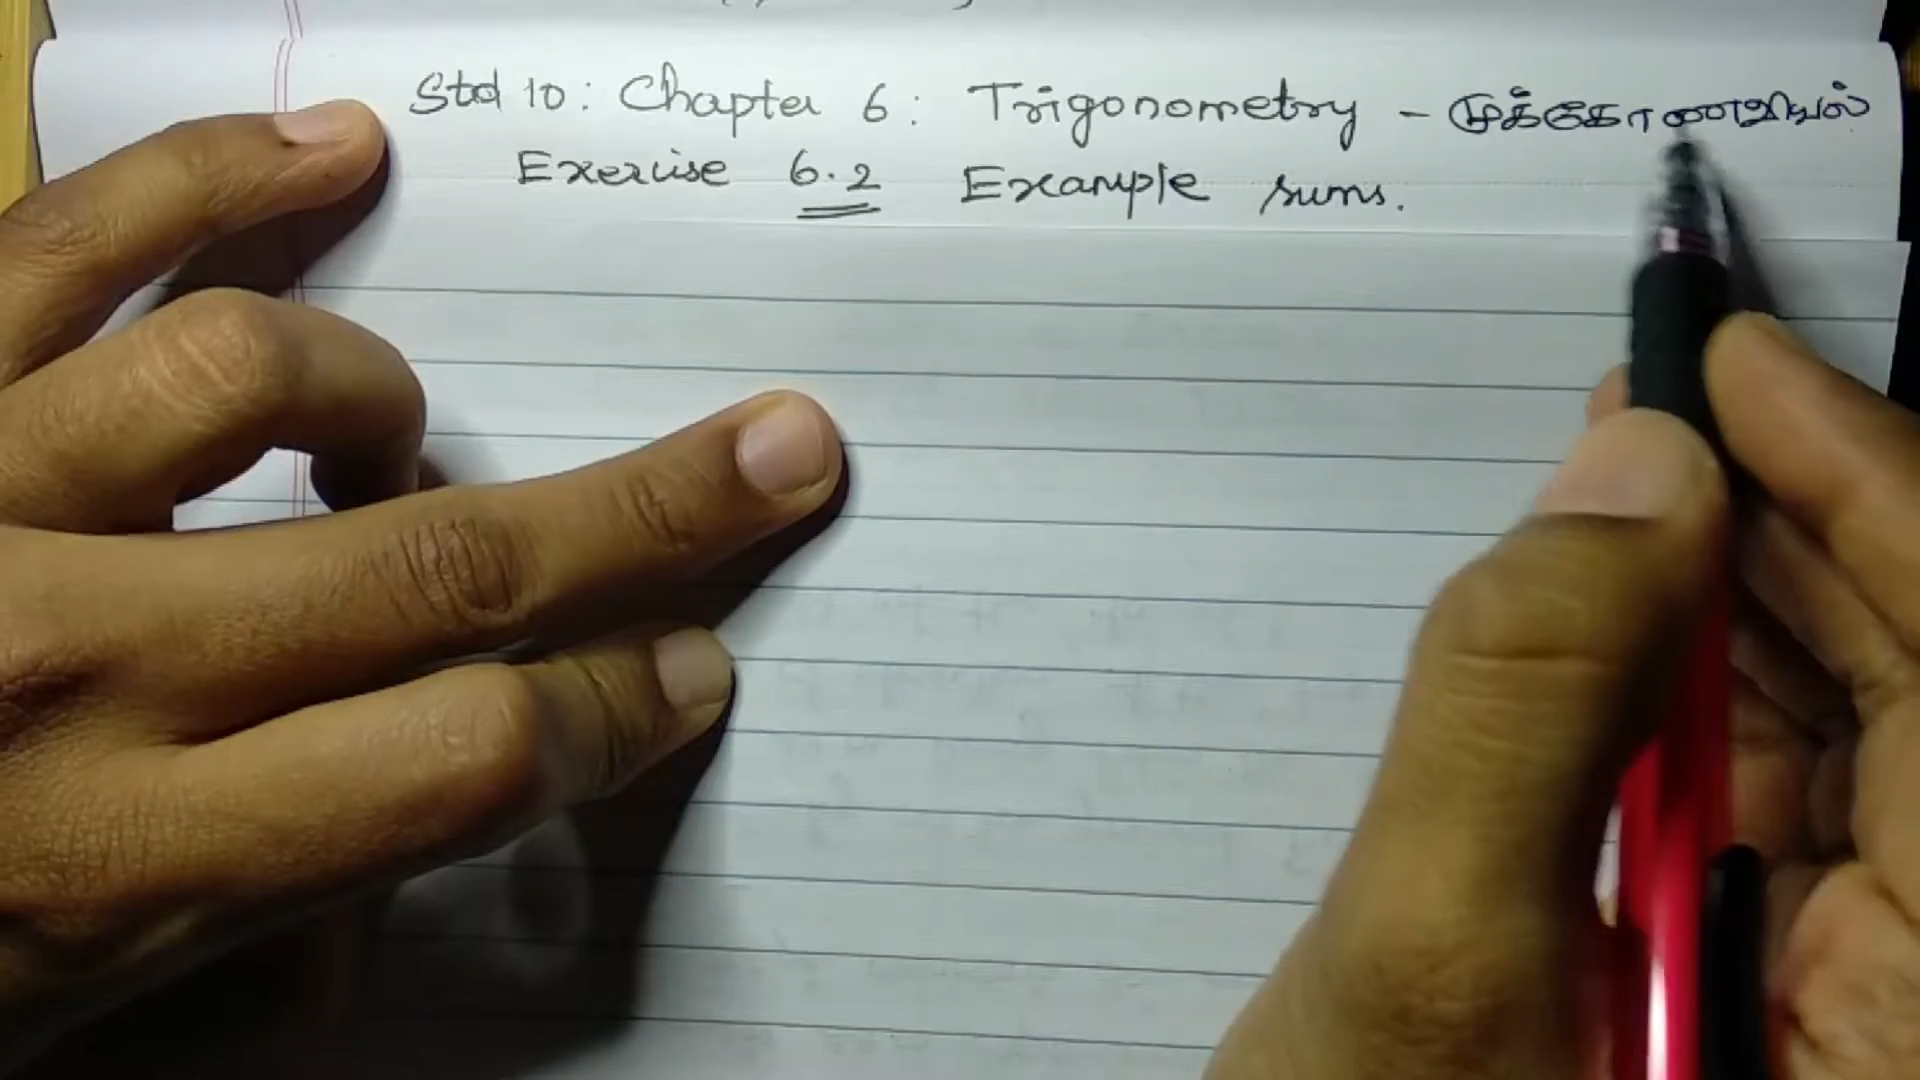 Std 10: Chapter 6: Trigonometry - முக்கோணவியல்
Exercise 6.2 Example sums.